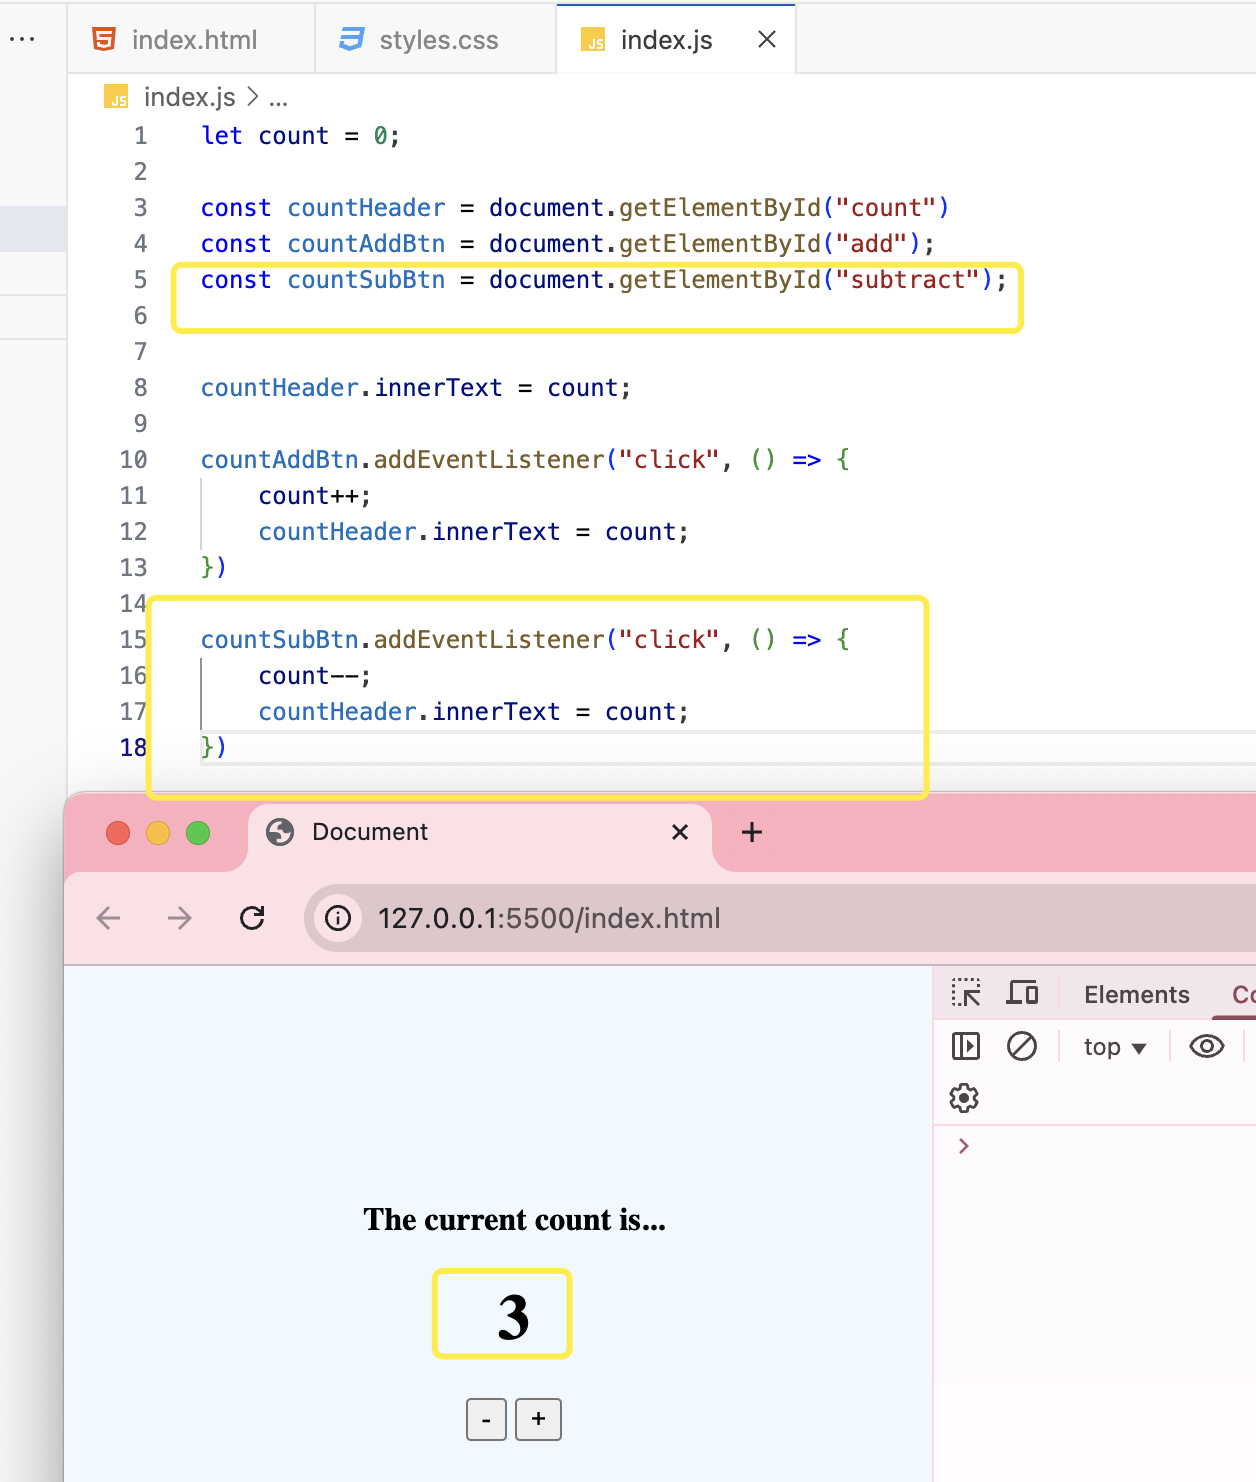 ... index.html styles.css index.js
JS index.js > ...
1 let count = 0;
2
3 const countHeader = document.getElementById("count")
4 const countAddBtn = document.getElementById("add");
5 const countSubBtn = document.getElementById("subtract");
6
7
8 countHeader.innerText = count;
9
10 countAddBtn.addEventListener("click", () => {
11     count++;
12     countHeader.innerText = count;
13 })
14
15 countSubBtn.addEventListener("click", () => {
16     count--;
17     countHeader.innerText = count;
18 })
Document
127.0.0.1:5500/index.html
Elements Co
top
The current count is...
3
- +